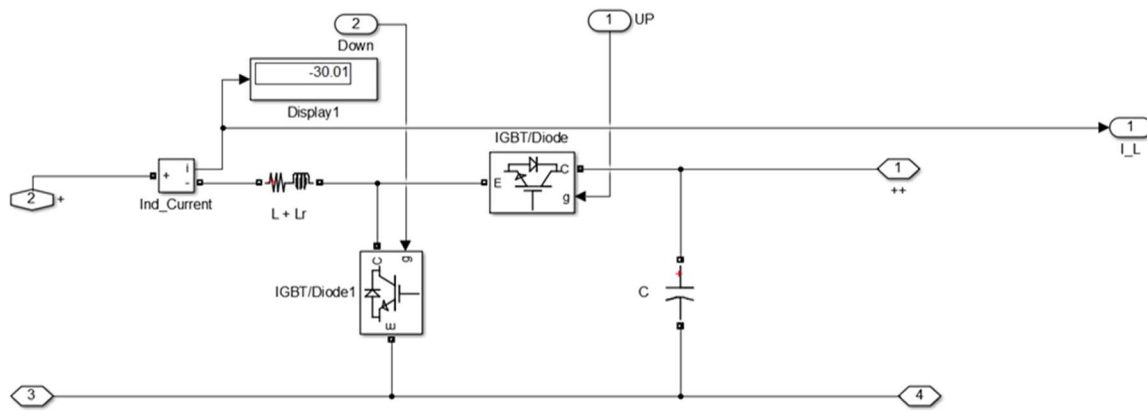 2
Down
1
UP
-30.01
Display1
IGBT/Diode
1
I_L
+
i
-
Ind_Current
2
+
L + Lr
E
C
g
1
++
C
g
E
IGBT/Diode1
+
C
3
4